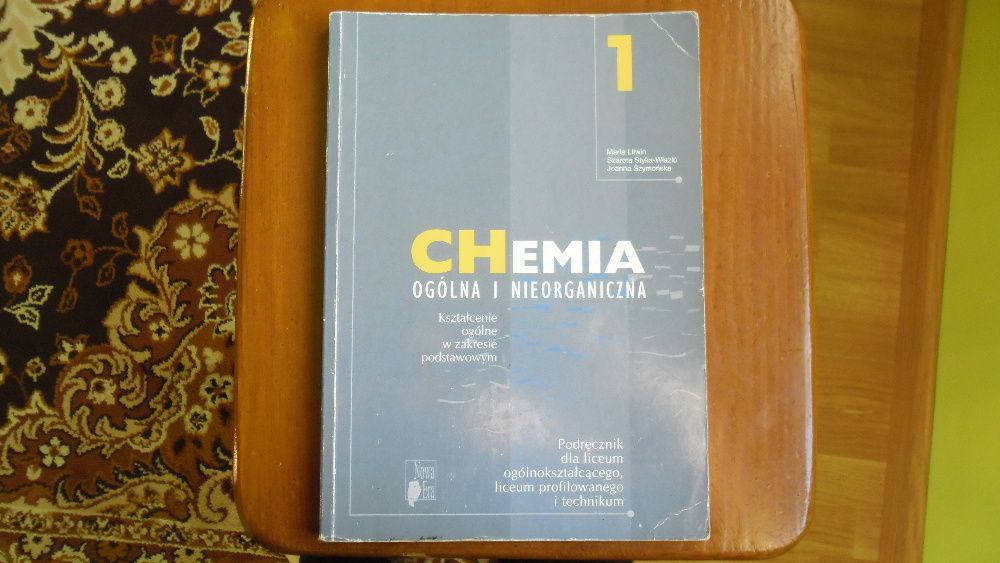 1
Maria Litwin
Szarota Styka-Wlazło
Joanna Szymońska
CHEMIA
OGÓLNA I NIEORGANICZNA
Kształcenie
ogólne
w zakresie
podstawowym
Podręcznik
dla liceum
ogólnokształcącego,
liceum profilowanego
i technikum
Nowa
Era